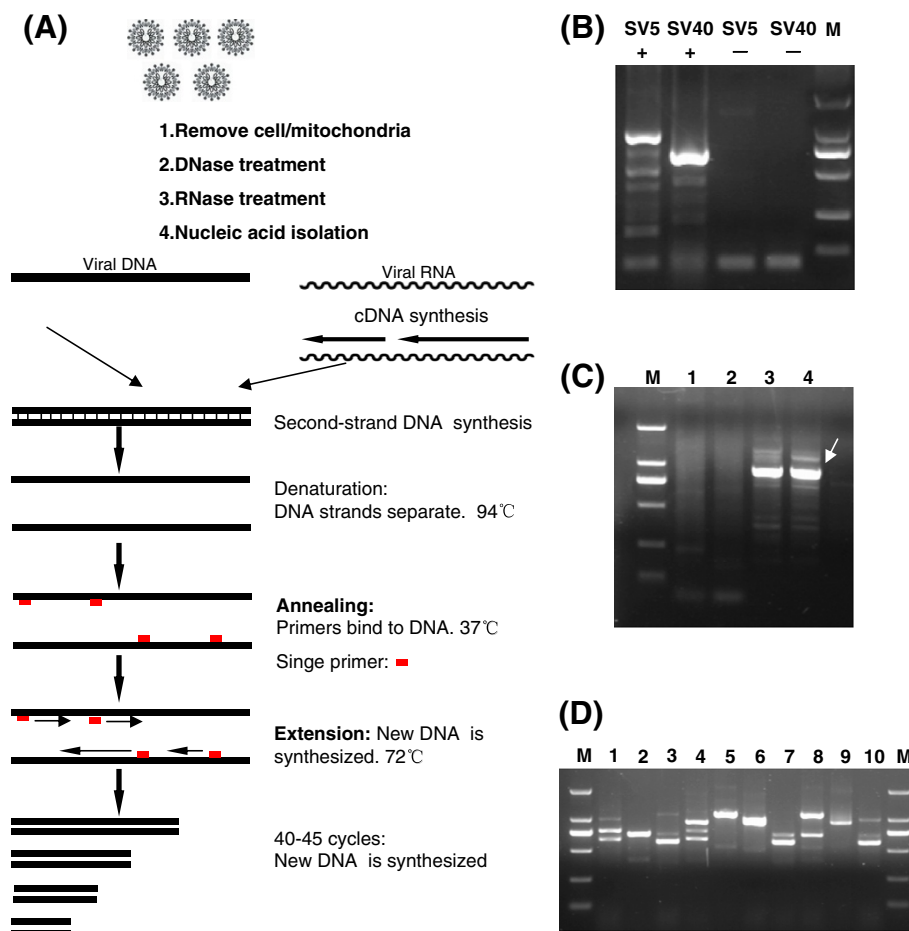 (A)
1.Remove cell/mitochondria
2.DNase treatment
3.RNase treatment
4.Nucleic acid isolation
Viral DNA
Viral RNA
cDNA synthesis
Second-strand DNA synthesis
Denaturation:
DNA strands separate. 94℃
Annealing:
Primers bind to DNA. 37℃
Singe primer:
Extension: New DNA is
synthesized. 72℃
40-45 cycles:
New DNA is synthesized
(B)
SV5 SV40 SV5 SV40 M
+ + — —
(C)
M 1 2 3 4
(D)
M 1 2 3 4 5 6 7 8 9 10 M